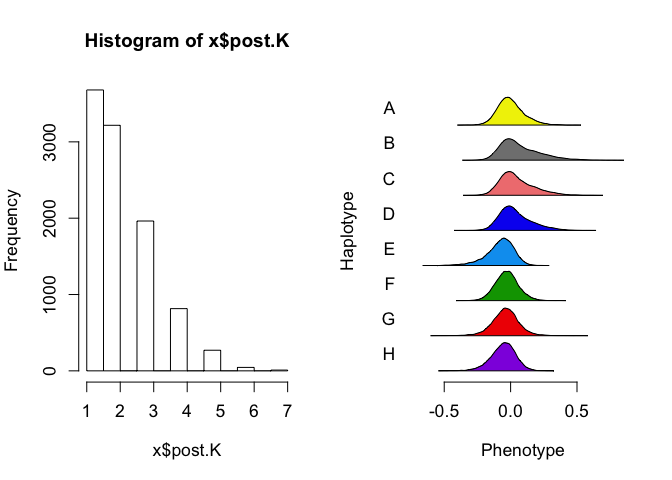 Histogram of x$post.K
Frequency
0
1000
2000
3000
1 2 3 4 5 6 7
x$post.K
Haplotype
A
B
C
D
E
F
G
H
-0.5 0.0 0.5
Phenotype